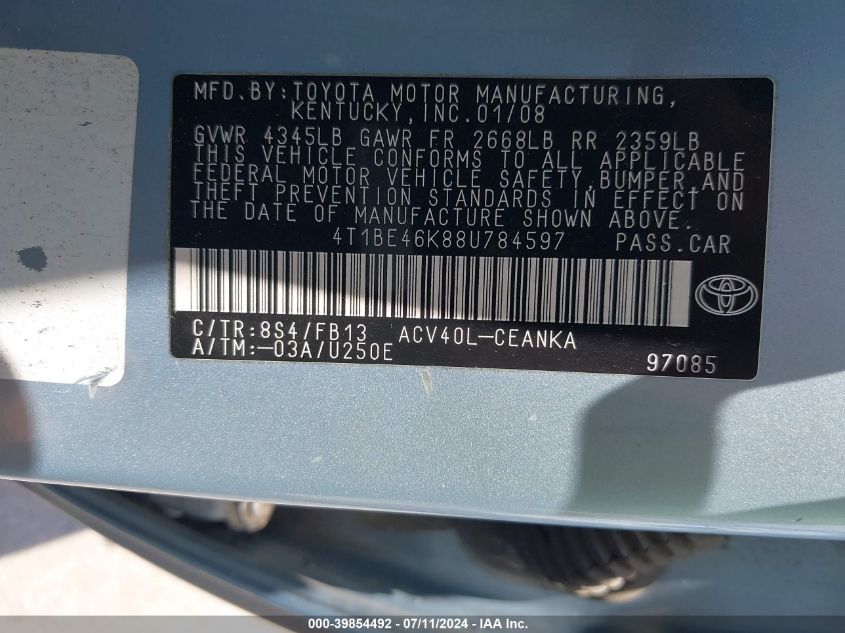 MFD.BY:TOYOTA MOTOR MANUFACTURING,
KENTUCKY,INC.01/08
GVWR 4345LB GAWR FR 2668LB RR 2359LB
THIS VEHICLE CONFORMS TO ALL APPLICABLE
FEDERAL MOTOR VEHICLE SAFETY,BUMPER,AND
THEFT PREVENTION STANDARDS IN EFFECT ON
THE DATE OF MANUFACTURE SHOWN ABOVE.
4T1BE46K88U784597 PASS.CAR
C/TR:8S4/FB13 ACV40L-CEANKA
A/TM:-03A/U250E 97085
000-39854492 - 07/11/2024 - IAAI Inc.